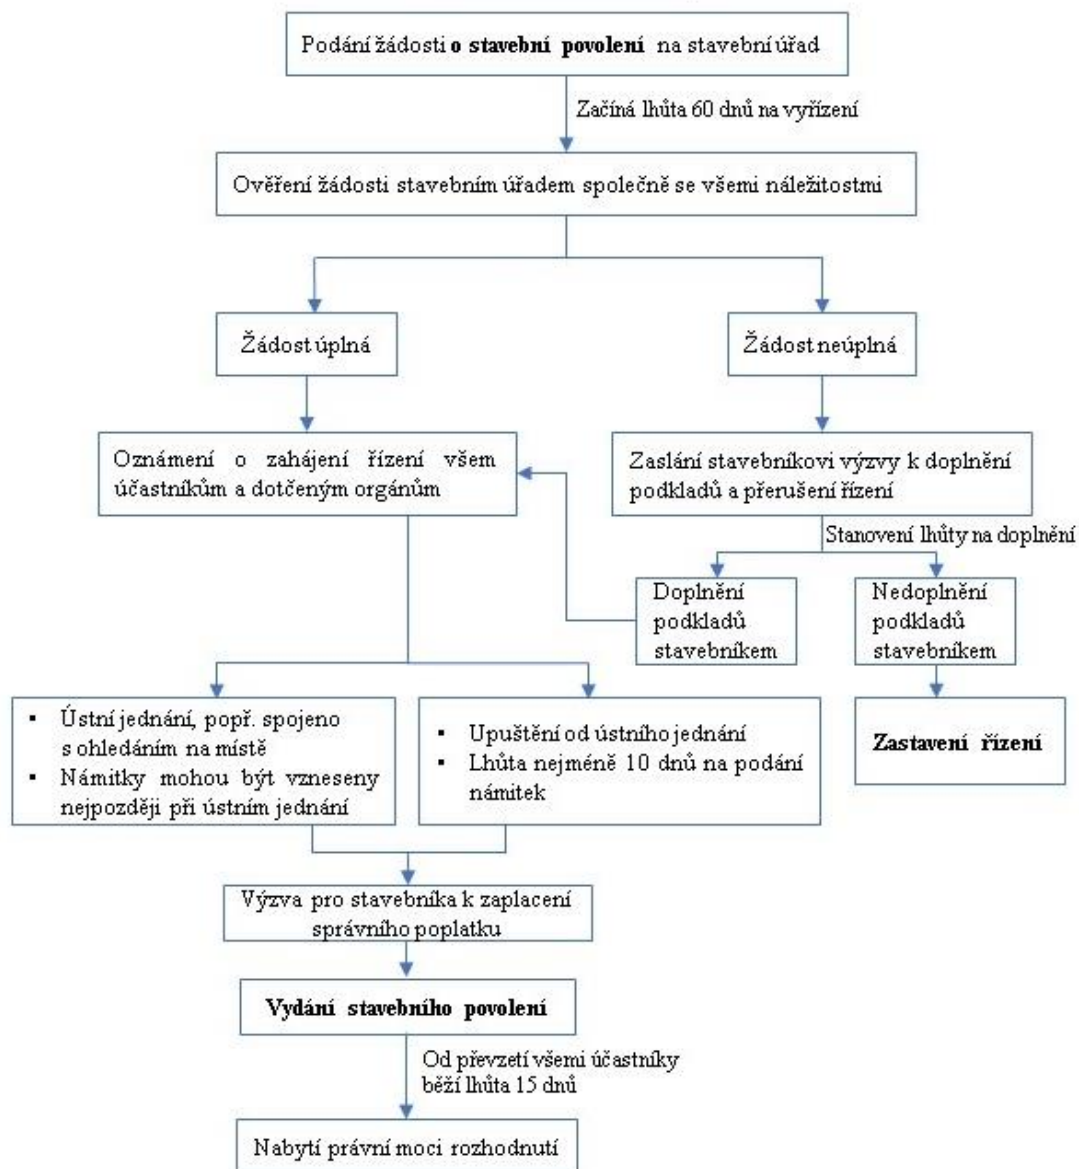 Podání žádosti o stavební povolení na stavební úřad
Začíná lhůta 60 dnů na vyřízení
Ověření žádosti stavebním úřadem společně se všemi náležitostmi
Žádost úplná
Žádost neúplná
Oznámení o zahájení řízení všem
účastníkům a dotčeným orgánům
Zaslání stavebníkovi výzvy k doplnění
podkladů a přerušení řízení
Stanovení lhůty na doplnění
Doplnění
podkladů
stavebníkem
Nedoplnění
podkladů
stavebníkem
▪ Ústní jednání, popř. spojeno
s ohledáním na místě
▪ Námitky mohou být vzneseny
nejpozději při ústním jednání
▪ Upuštění od ústního jednání
▪ Lhůta nejméně 10 dnů na podání
námitek
Zastavení řízení
Výzva pro stavebníka k zaplacení
správního poplatku
Vydání stavebního povolení
Od převzetí všemi účastníky
běží lhůta 15 dnů
Nabytí právní moci rozhodnutí